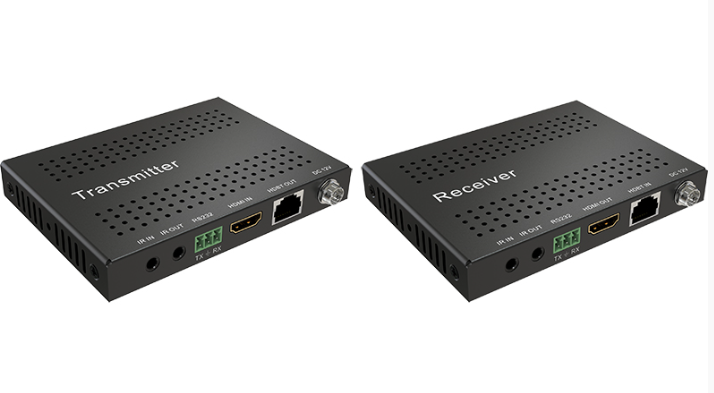 Transmitter
IR IN
IR OUT
RS232
HDMI IN
HDBT OUT
DC 12V
TX ÷ RX
Receiver
IR IN
IR OUT
RS232
HDMI OUT
HDBT IN
DC 12V
TX ÷ RX